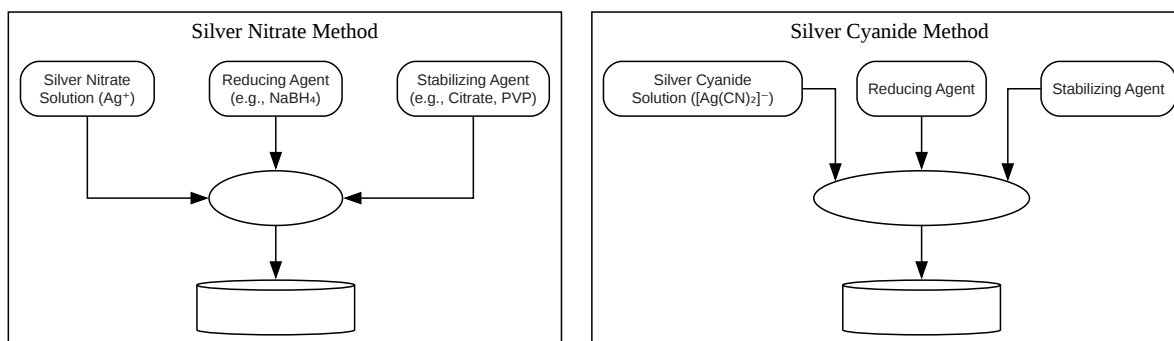 Silver Nitrate Method
Silver Nitrate
Solution (Ag⁺)
Reducing Agent
(e.g., NaBH₄)
Stabilizing Agent
(e.g., Citrate, PVP)
Silver Cyanide Method
Silver Cyanide
Solution ([Ag(CN)₂]⁻)
Reducing Agent
Stabilizing Agent